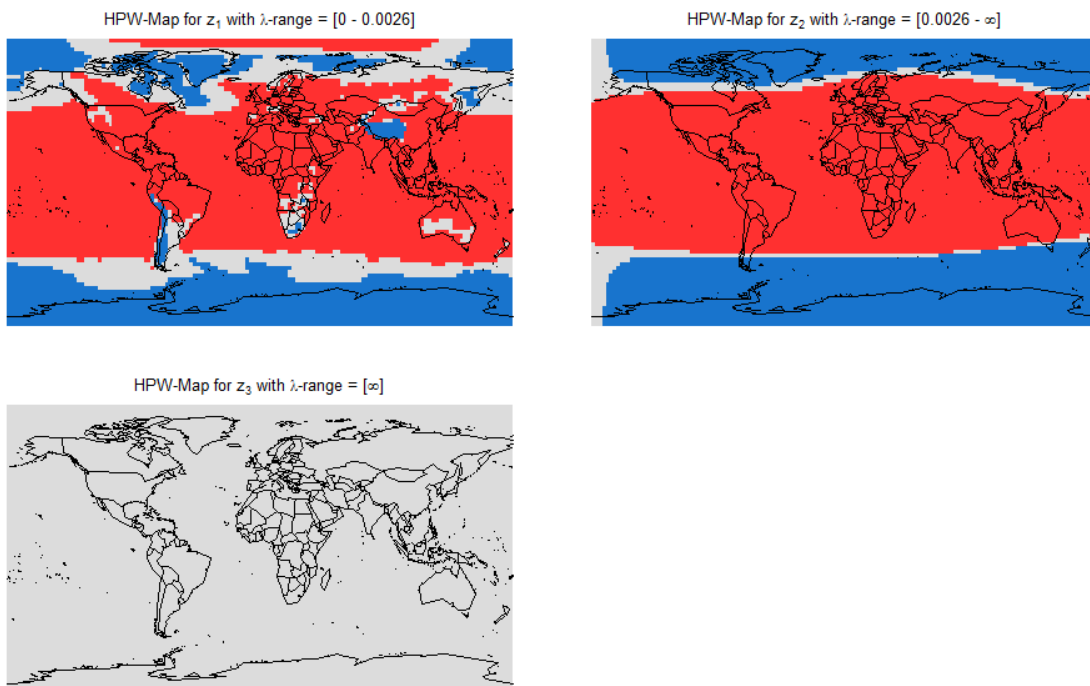 HPW-Map for z₁ with λ-range = [0 - 0.0026]
HPW-Map for z₂ with λ-range = [0.0026 - ∞]
HPW-Map for z₃ with λ-range = [∞]